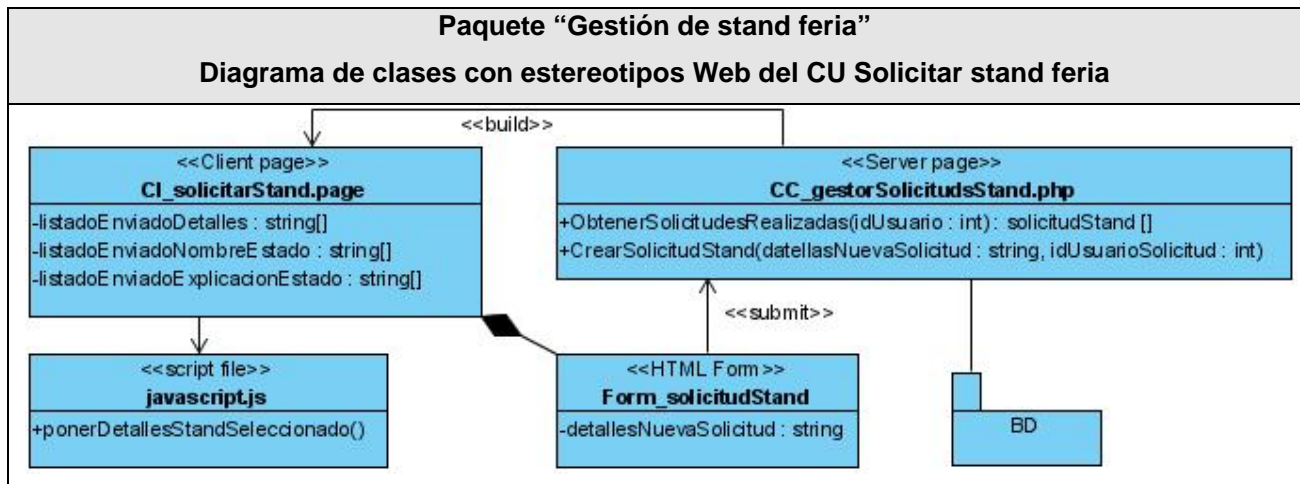 Paquete “Gestión de stand feria”
Diagrama de clases con estereotipos Web del CU Solicitar stand feria
<<build>>
<<Client page>>
CI_solicitarStand.page
-listadoEnviadoDetalles : string[]
-listadoEnviadoNombreEstado : string[]
-listadoEnviadoExplicacionEstado : string[]
<<Server page>>
CC_gestorSolicitudsStand.php
+ObtenerSolicitudesRealizadas(idUsuario : int) : solicitudStand []
+CrearSolicitudStand(datellasNuevaSolicitud : string, idUsuarioSolicitud : int)
<<submit>>
<<script file>>
javascript.js
+ponerDetallesStandSeleccionado()
<<HTML Form>>
Form_solicitudStand
-detallesNuevaSolicitud : string
BD